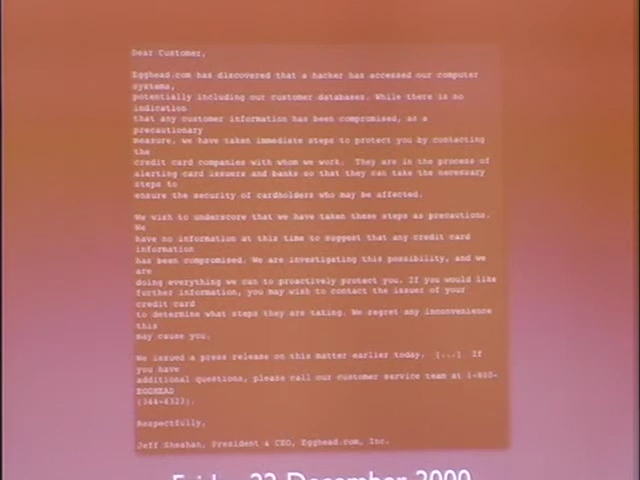 Dear Customer,
Egghead.com has discovered that a hacker has accessed our computer
systems,
potentially including our customer databases. While there is no
indication
that any customer information has been compromised, as a
precautionary
measure, we have taken immediate steps to protect you by contacting
the
credit card companies with whom we work. They are in the process of
alerting card issuers and banks so that they can take the necessary
steps to
ensure the security of cardholders who may be affected.
We wish to underscore that we have taken these steps as precautions.
We
have no information at this time to suggest that any credit card
information
has been compromised. We are investigating this possibility, and we
are
doing everything we can to proactively protect you. If you would like
further information, you may wish to contact the issuer of your
credit card
to determine what steps they are taking. We regret any inconvenience
this
may cause you.
We issued a press release on this matter earlier today. [...] If
you have
additional questions, please call our customer service team at 1-800-
EGGHEAD
(344-4323).
Respectfully,
Jeff Sheahan, President & CEO, Egghead.com, Inc.
Friday 22 December 2000